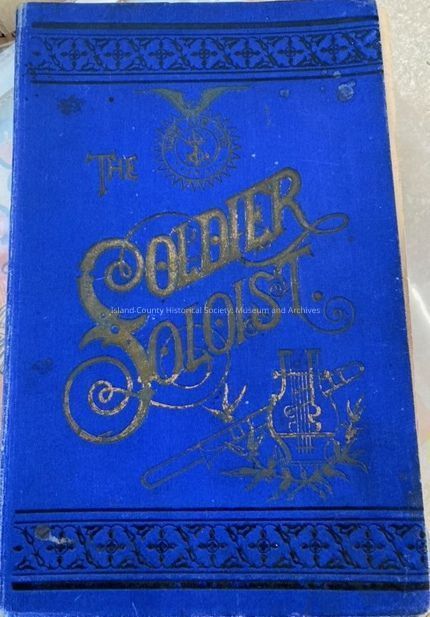 THE
SOLDIER
SOLOIST.
Island County Historical Society, Museum and Archives